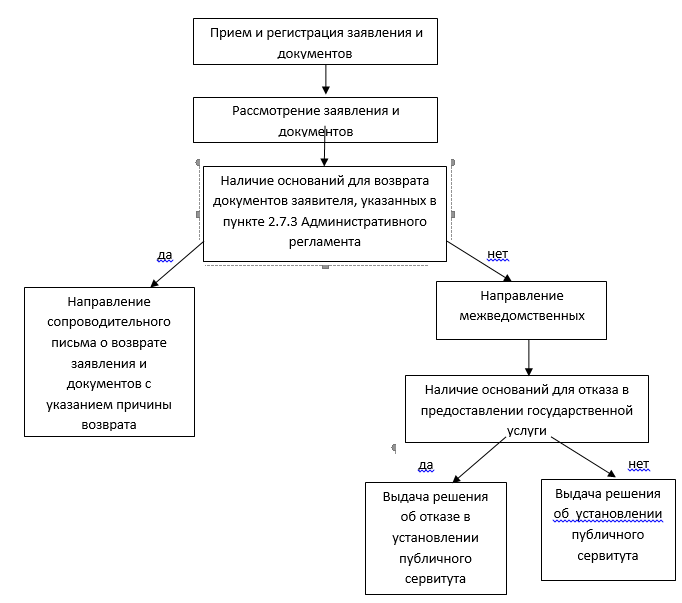 Прием и регистрация заявления и
документов
Рассмотрение заявления и
документов
Наличие оснований для возврата
документов заявителя, указанных в
пункте 2.7.3 Административного
регламента
да
нет
Направление
сопроводительного
письма о возврате
заявления и
документов с
указанием причины
возврата
Направление
межведомственных
Наличие оснований для отказа в
предоставлении государственной
услуги
да
нет
Выдача решения
об отказе в
установлении
публичного
сервитута
Выдача решения
об  установлении
публичного
сервитута